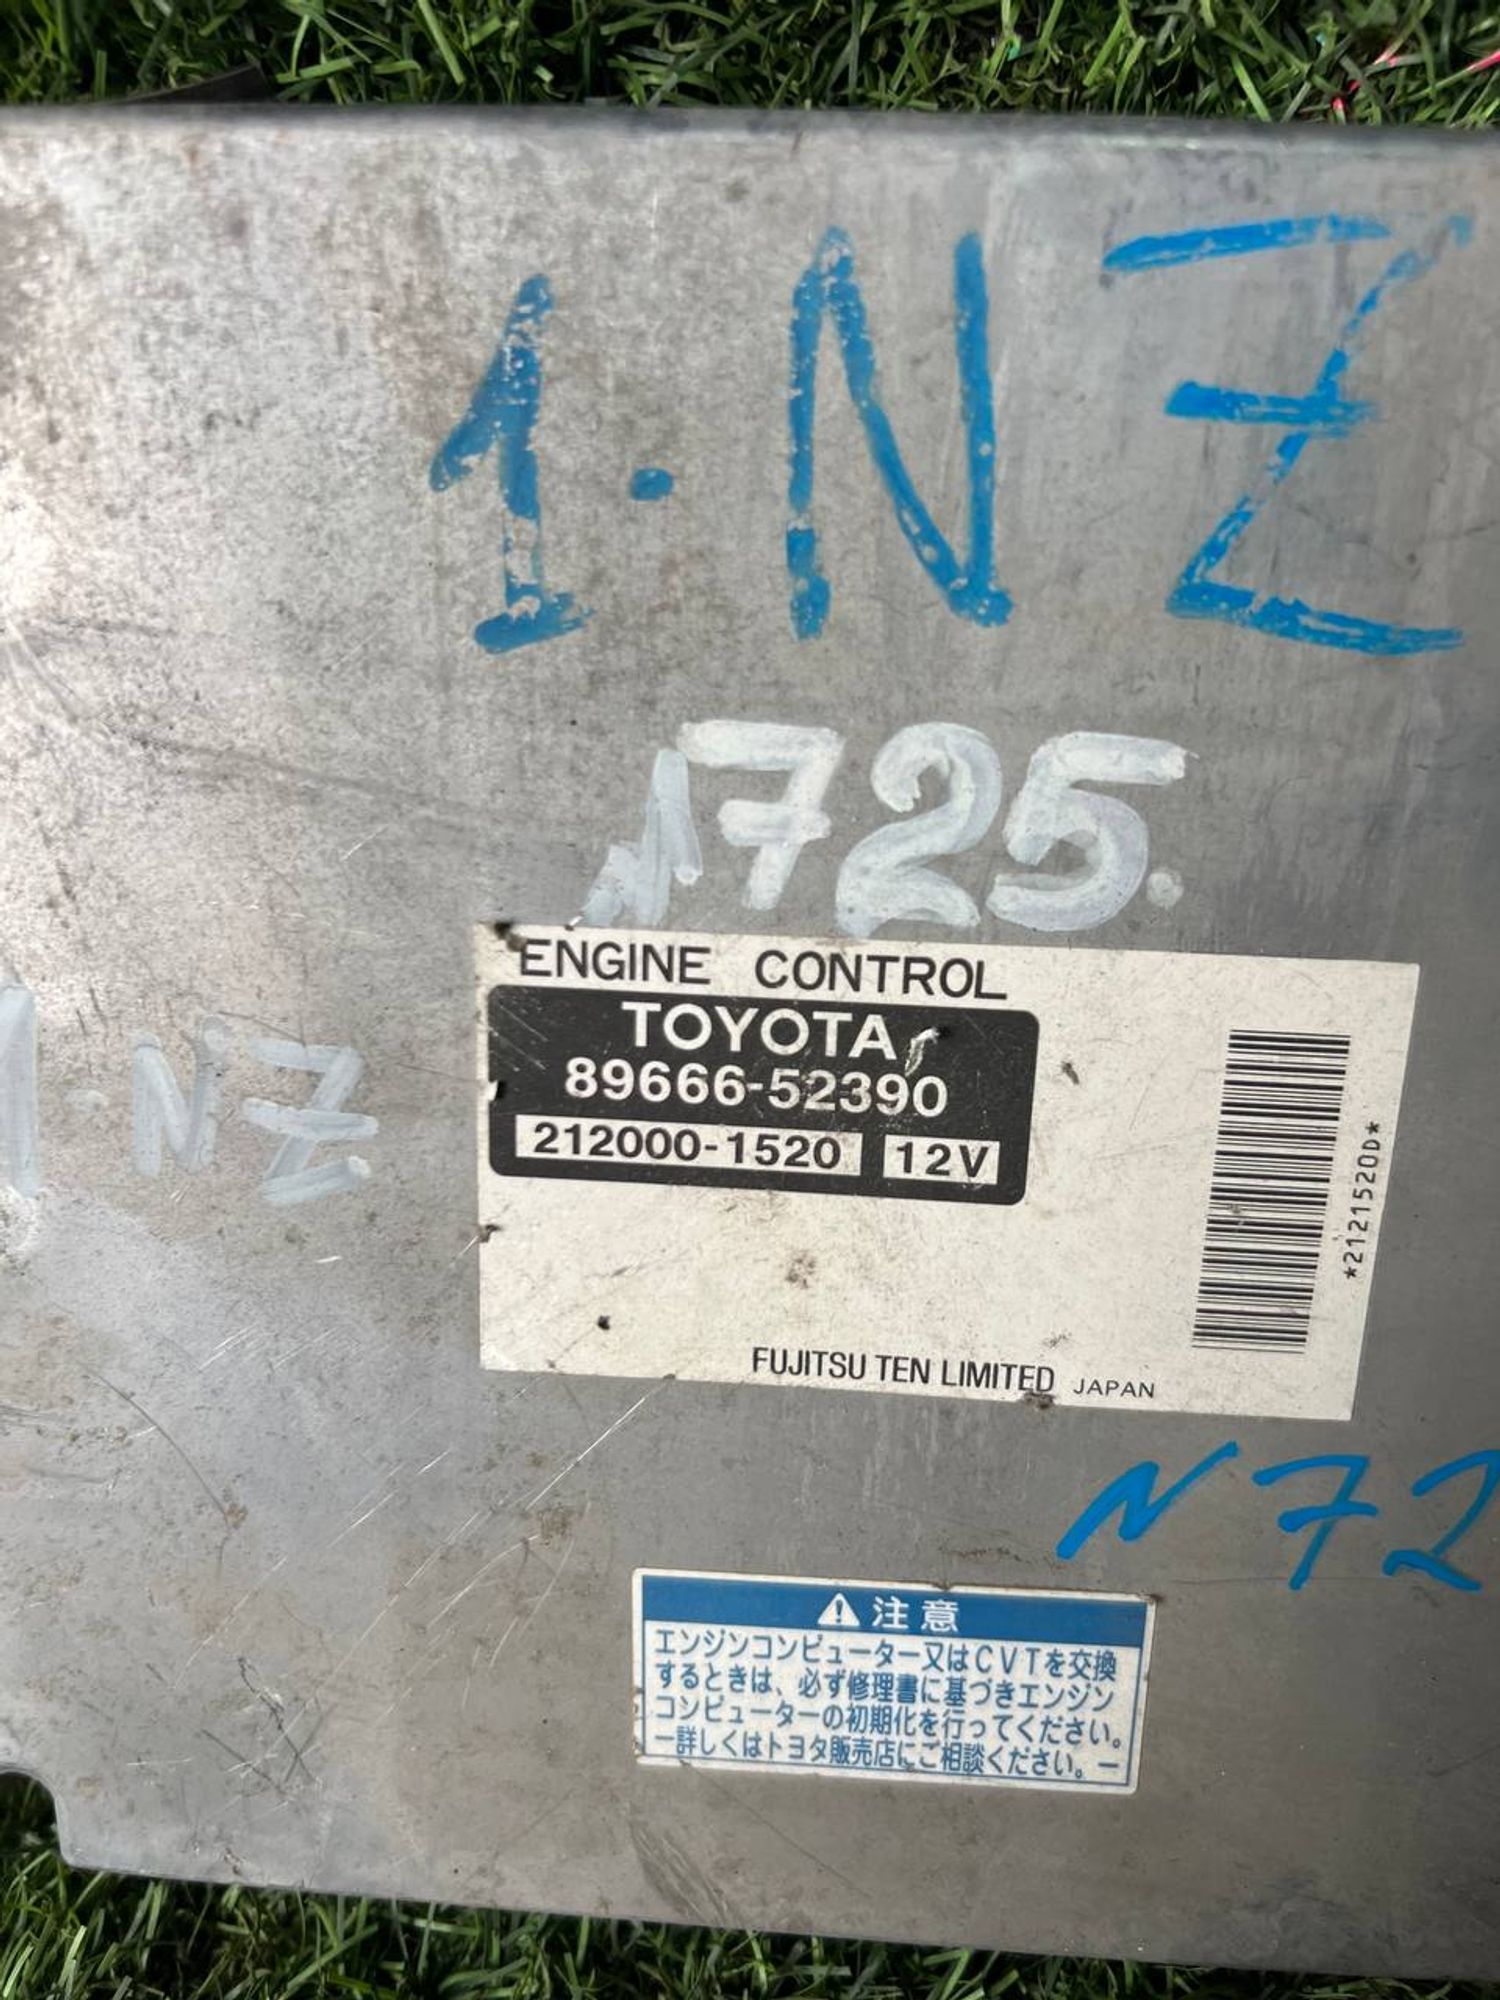 1.NZ
N725.
ENGINE CONTROL
TOYOTA
89666-52390
212000-1520 12V
*2121520D*
1.NZ
FUJITSU TEN LIMITED JAPAN
N72
注意
エンジンコンピューター又はCVTを交換
するときは、必ず修理書に基づきエンジン
コンピューターの初期化を行ってください。
ー詳しくはトヨタ販売店にご相談ください。ー